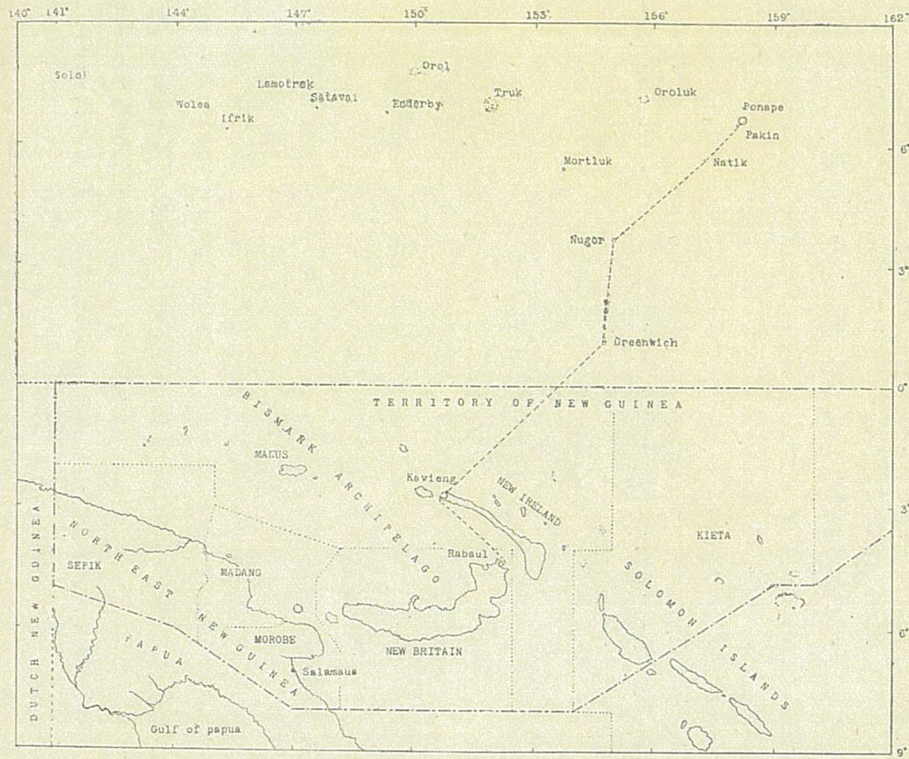 140° 141° 144° 147° 150° 153° 156° 159° 162°
Orol
Lamotrek
Sataval
Truk
Oroluk
Wolea
Ifrik
Enderby
Ponape
Pakin
6°
Mortluk
Natik
Nugor
3°
Greenwich
0°
TERRITORY OF NEW GUINEA
BISMARK ARCHIPELAGO
MANUS
Kavieng
NEW IRELAND
3°
DUTCH NEW GUINEA
NORTH EAST NEW GUINEA
KIETA
Rabaul
SEPIK
MADANG
SOLOMON ISLANDS
PAPUA
MOROBE
NEW BRITAIN
6°
Salamaua
Gulf of papua
9°